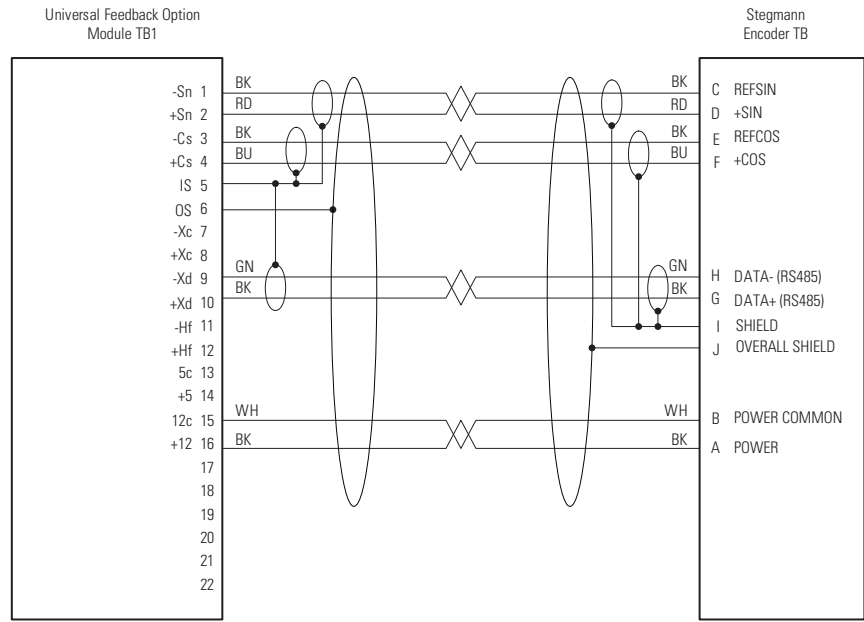 Universal Feedback Option
Module TB1
Stegmann
Encoder TB
-Sn 1 BK BK C REFSIN
+Sn 2 RD RD D +SIN
-Cs 3 BK BK E REFCOS
+Cs 4 BU BU F +COS
IS 5
OS 6
-Xc 7
+Xc 8
-Xd 9 GN GN H DATA- (RS485)
+Xd 10 BK BK G DATA+ (RS485)
-Hf 11 I SHIELD
+Hf 12 J OVERALL SHIELD
5c 13
+5 14
12c 15 WH WH B POWER COMMON
+12 16 BK BK A POWER
17
18
19
20
21
22